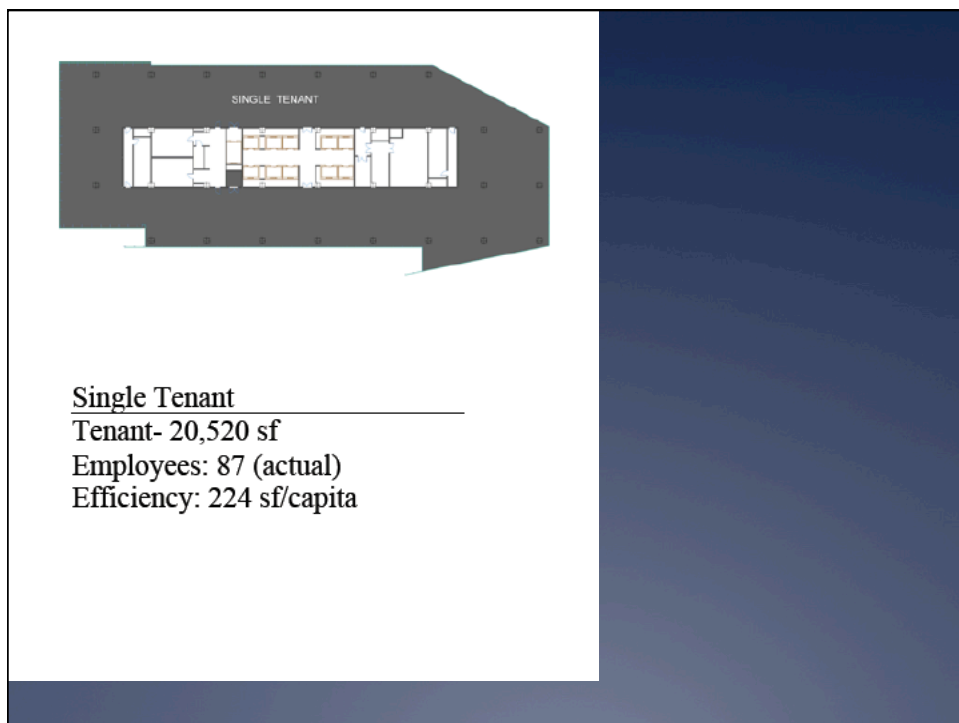 SINGLE TENANT
Single Tenant
Tenant- 20,520 sf
Employees: 87 (actual)
Efficiency: 224 sf/capita